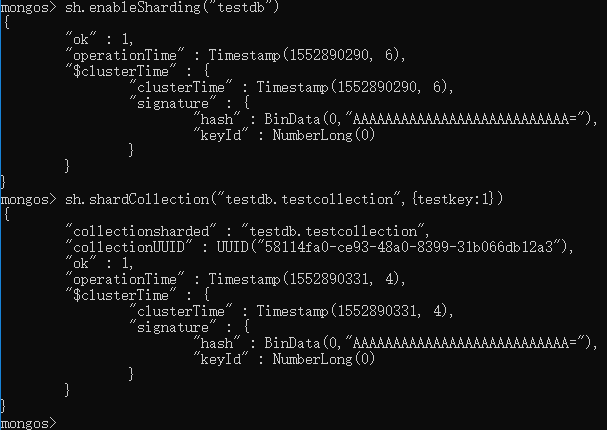 mongos> sh.enableSharding("testdb")
{
        "ok" : 1,
        "operationTime" : Timestamp(1552890290, 6),
        "$clusterTime" : {
                "clusterTime" : Timestamp(1552890290, 6),
                "signature" : {
                        "hash" : BinData(0,"AAAAAAAAAAAAAAAAAAAAAAAAAAA="),
                        "keyId" : NumberLong(0)
                }
        }
}
mongos> sh.shardCollection("testdb.testcollection",{testkey:1})
{
        "collectionsharded" : "testdb.testcollection",
        "collectionUUID" : UUID("58114fa0-ce93-48a0-8399-31b066db12a3"),
        "ok" : 1,
        "operationTime" : Timestamp(1552890331, 4),
        "$clusterTime" : {
                "clusterTime" : Timestamp(1552890331, 4),
                "signature" : {
                        "hash" : BinData(0,"AAAAAAAAAAAAAAAAAAAAAAAAAAA="),
                        "keyId" : NumberLong(0)
                }
        }
}
mongos>